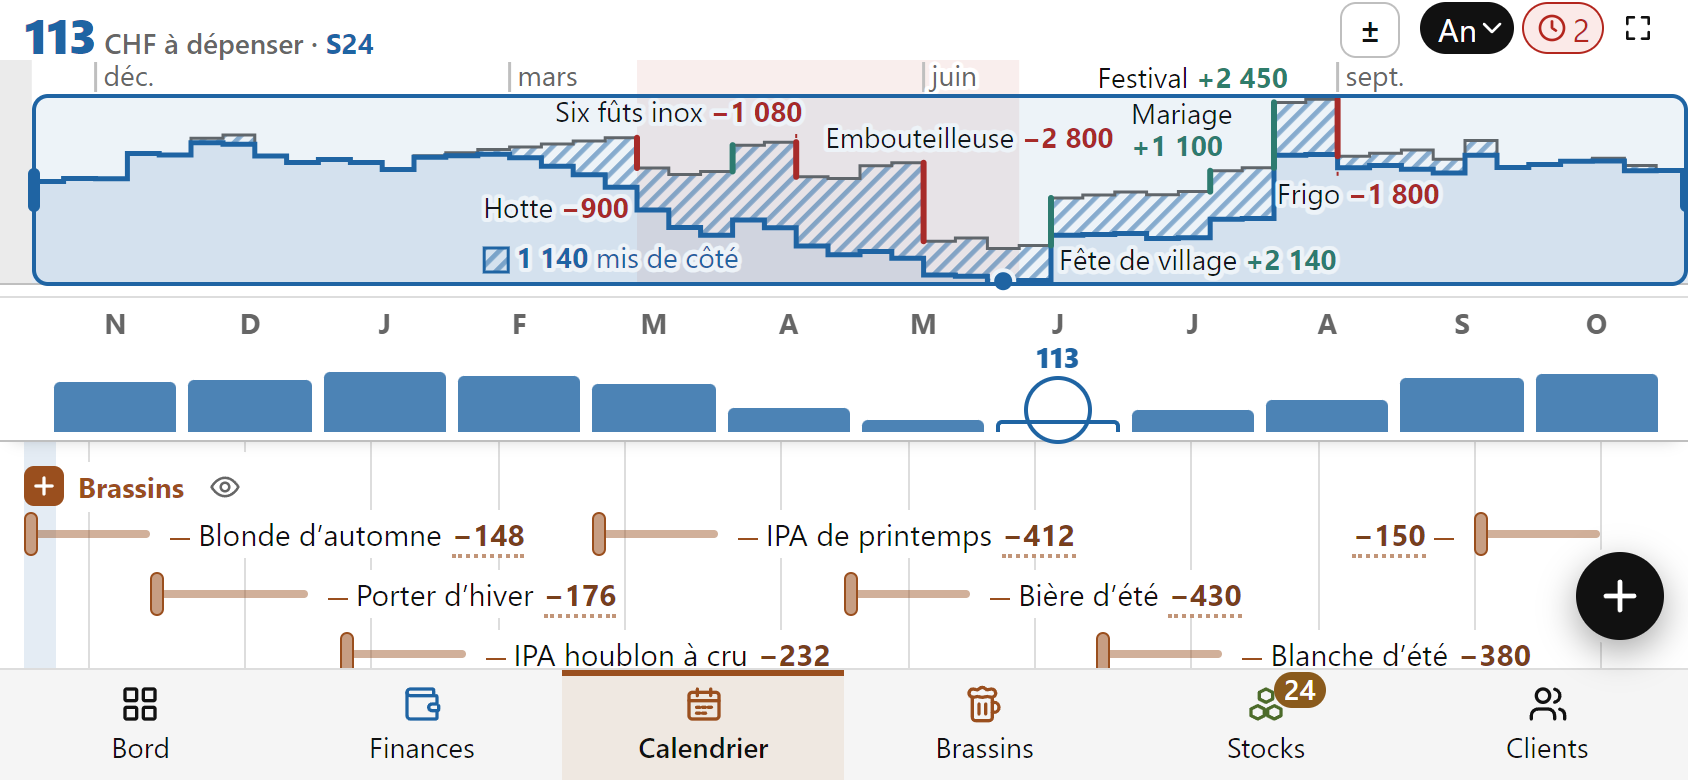 113 CHF à dépenser · S24
±
An
2
déc.
mars
juin
sept.
Festival +2 450
Six fûts inox −1 080
Mariage
+1 100
Embouteilleuse −2 800
Hotte −900
Frigo −1 800
1 140 mis de côté
Fête de village +2 140
N D J F M A M J J A S O
113
Brassins
Blonde d’automne −148
IPA de printemps −412
−150
Porter d’hiver −176
Bière d’été −430
IPA houblon à cru −232
Blanche d’été −380
24
Bord
Finances
Calendrier
Brassins
Stocks
Clients